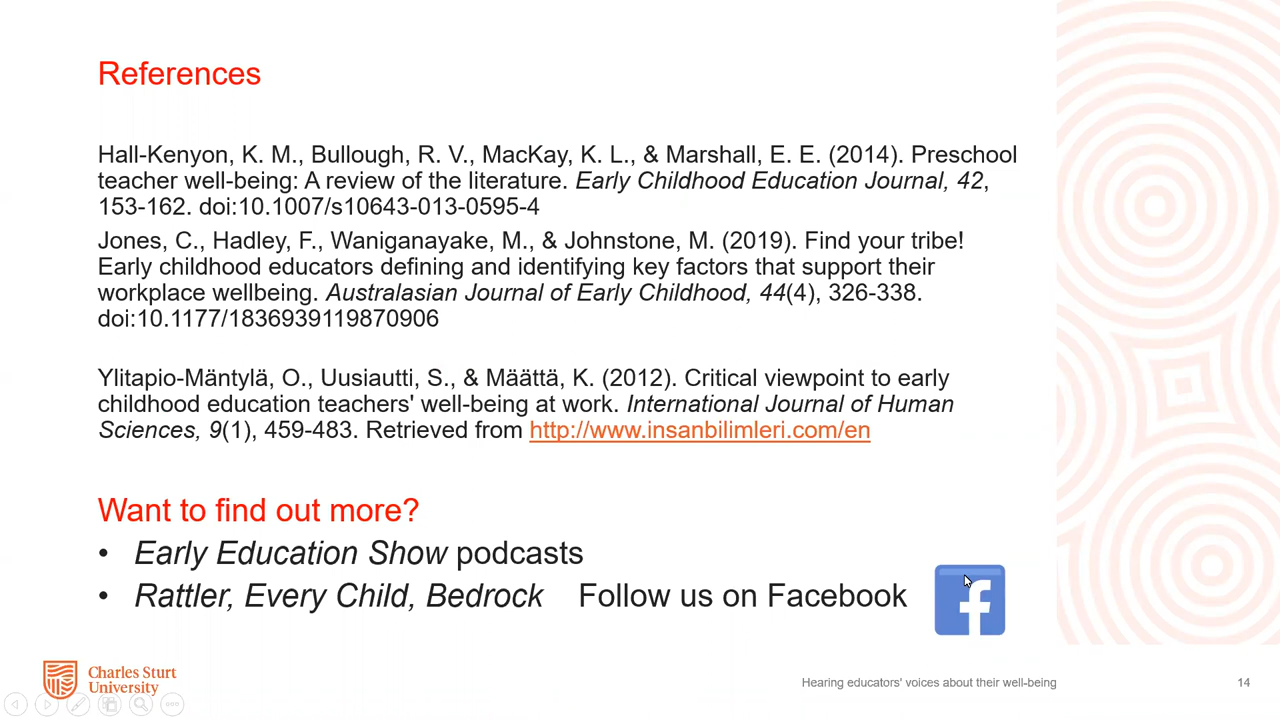 References
Hall-Kenyon, K. M., Bullough, R. V., MacKay, K. L., & Marshall, E. E. (2014). Preschool
teacher well-being: A review of the literature. Early Childhood Education Journal, 42,
153-162. doi:10.1007/s10643-013-0595-4
Jones, C., Hadley, F., Waniganayake, M., & Johnstone, M. (2019). Find your tribe!
Early childhood educators defining and identifying key factors that support their
workplace wellbeing. Australasian Journal of Early Childhood, 44(4), 326-338.
doi:10.1177/1836939119870906
Ylitapio-Mäntylä, O., Uusiautti, S., & Määttä, K. (2012). Critical viewpoint to early
childhood education teachers' well-being at work. International Journal of Human
Sciences, 9(1), 459-483. Retrieved from http://www.insanbilimleri.com/en
Want to find out more?
• Early Education Show podcasts
• Rattler, Every Child, Bedrock Follow us on Facebook
f
Charles Sturt
University
Hearing educators' voices about their well-being
14